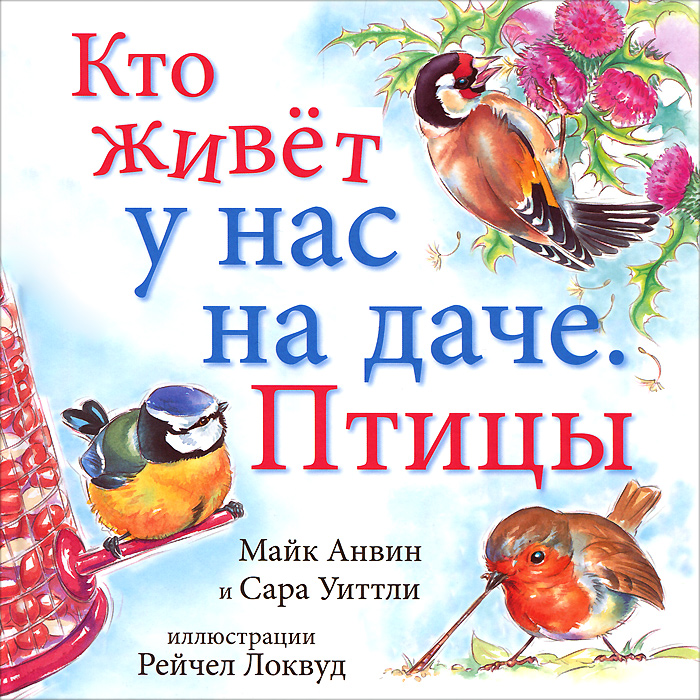 Кто
живёт
у нас
на даче.
Птицы
Майк Анвин
и Сара Уиттли
иллюстрации
Рейчел Локвуд